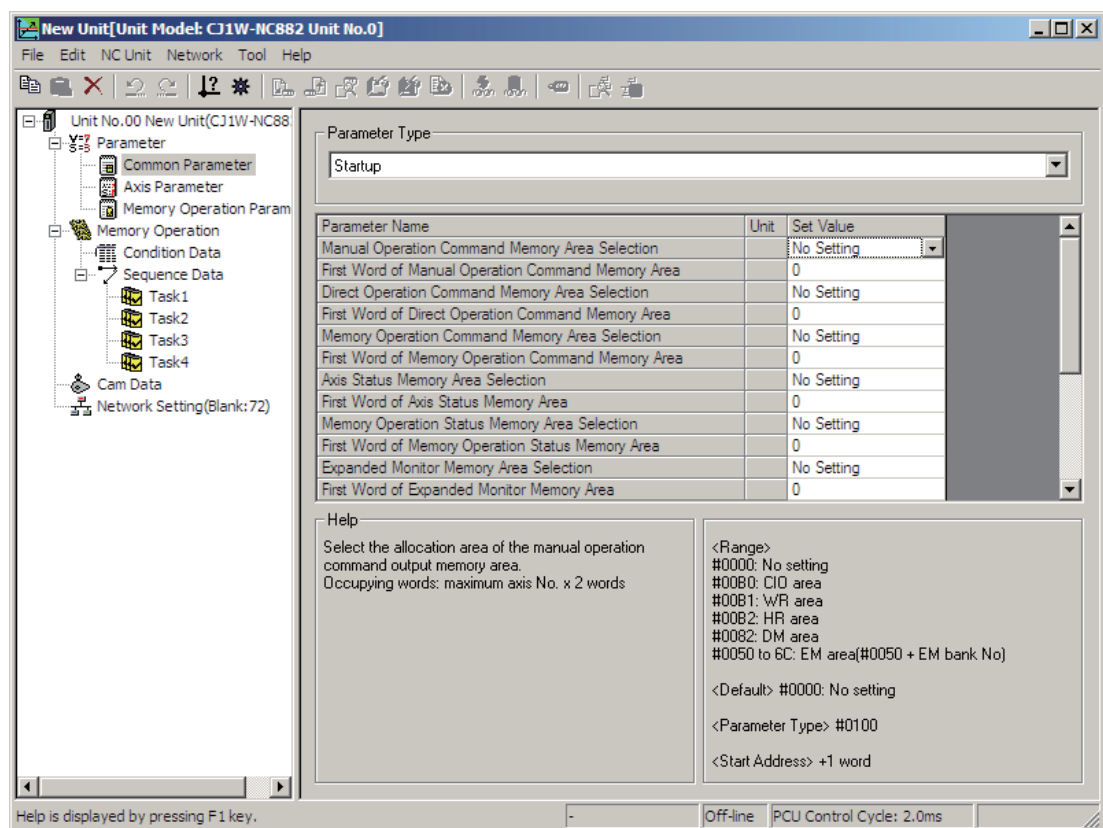 New Unit[Unit Model: CJ1W-NC882 Unit No.0]
File Edit NC Unit Network Tool Help
Unit No.00 New Unit(CJ1W-NC88
Parameter
Common Parameter
Axis Parameter
Memory Operation Param
Memory Operation
Condition Data
Sequence Data
Task1
Task2
Task3
Task4
Cam Data
Network Setting(Blank:72)
Parameter Type
Startup
Parameter Name Unit Set Value
Manual Operation Command Memory Area Selection No Setting
First Word of Manual Operation Command Memory Area 0
Direct Operation Command Memory Area Selection No Setting
First Word of Direct Operation Command Memory Area 0
Memory Operation Command Memory Area Selection No Setting
First Word of Memory Operation Command Memory Area 0
Axis Status Memory Area Selection No Setting
First Word of Axis Status Memory Area 0
Memory Operation Status Memory Area Selection No Setting
First Word of Memory Operation Status Memory Area 0
Expanded Monitor Memory Area Selection No Setting
First Word of Expanded Monitor Memory Area 0
Help
Select the allocation area of the manual operation
command output memory area.
Occupying words: maximum axis No. x 2 words
<Range>
#0000: No setting
#00B0: CIO area
#00B1: WR area
#00B2: HR area
#0082: DM area
#0050 to 6C: EM area(#0050 + EM bank No)
<Default> #0000: No setting
<Parameter Type> #0100
<Start Address> +1 word
Help is displayed by pressing F1 key.
-
Off-line
PCU Control Cycle: 2.0ms